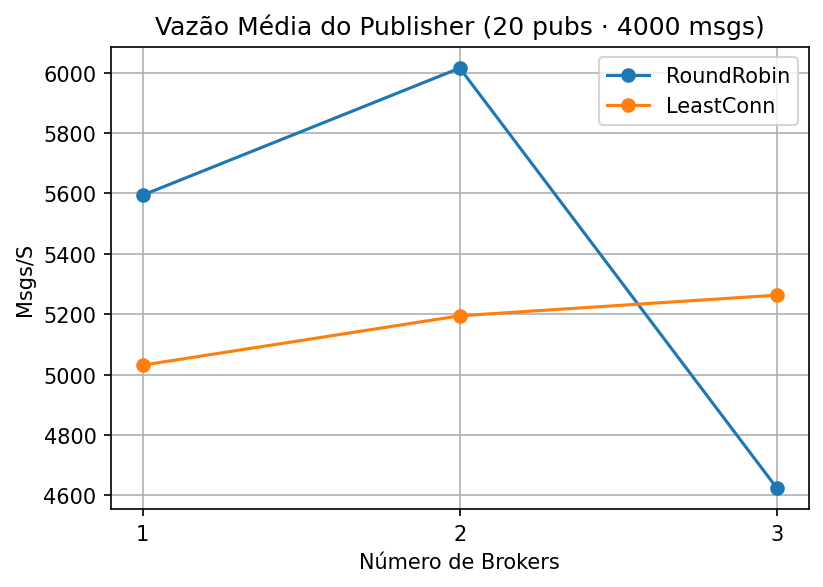 Vazão Média do Publisher (20 pubs · 4000 msgs)
RoundRobin
LeastConn
Msgs/S
6000
5800
5600
5400
5200
5000
4800
4600
1 2 3
Número de Brokers